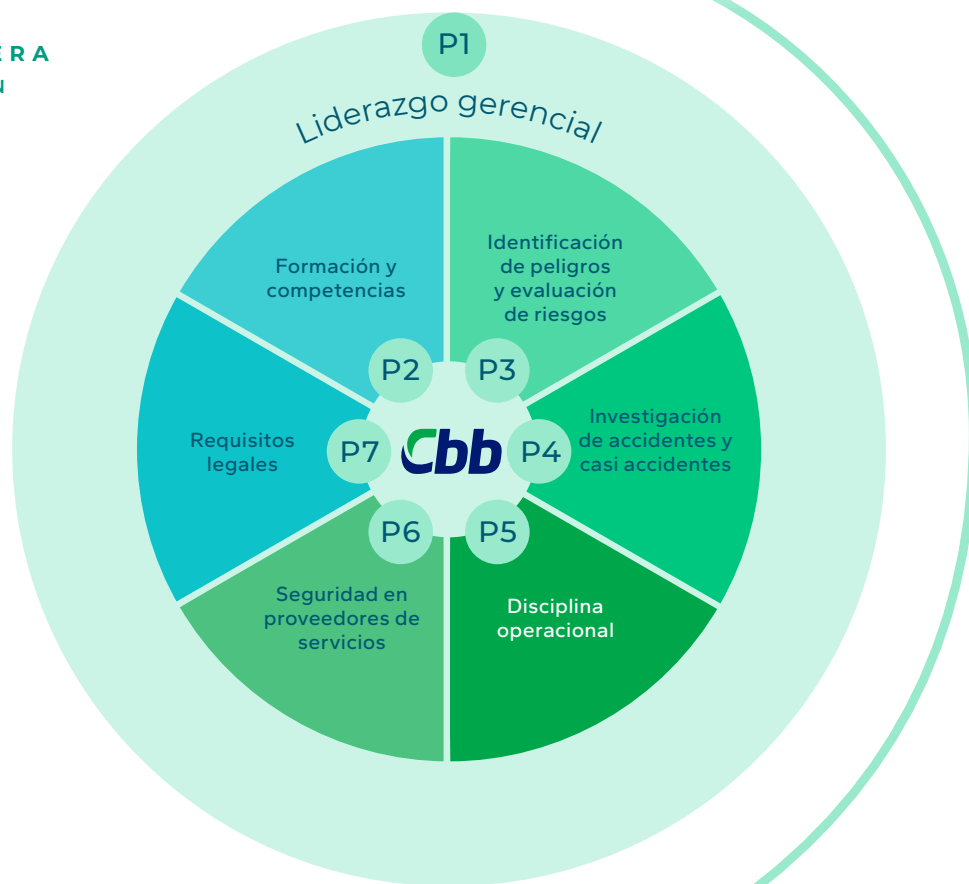 P1
Liderazgo gerencial
Formación y
competencias
Identificación
de peligros
y evaluación
de riesgos
P2
P3
Requisitos
legales
P7
Cbb
P4
Investigación
de accidentes y
casi accidentes
P6
P5
Seguridad en
proveedores de
servicios
Disciplina
operacional